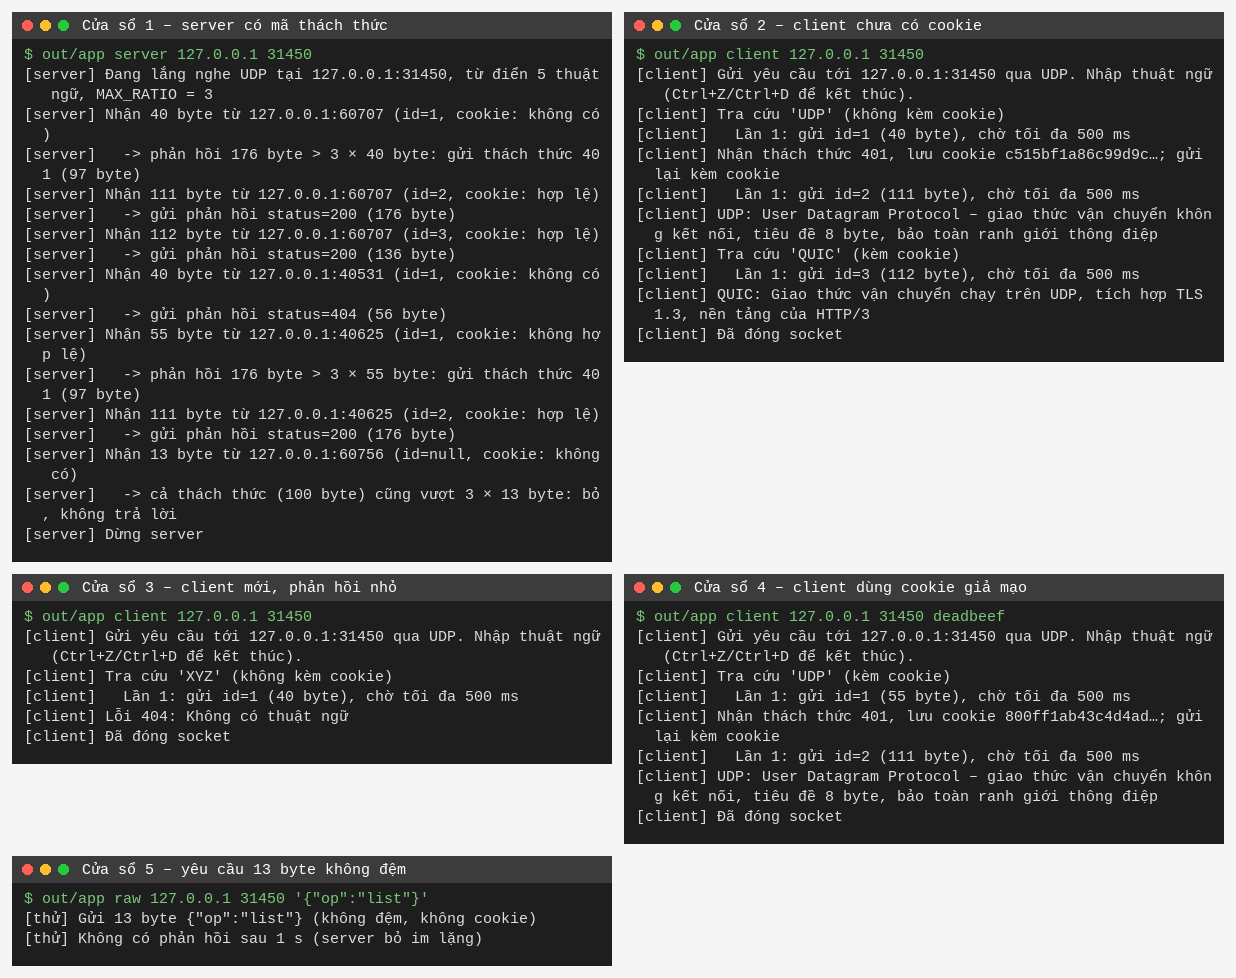 Cửa sổ 1 – server có mã thách thức
$ out/app server 127.0.0.1 31450
[server] Đang lắng nghe UDP tại 127.0.0.1:31450, từ điển 5 thuật
ngữ, MAX_RATIO = 3
[server] Nhận 40 byte từ 127.0.0.1:60707 (id=1, cookie: không có
)
[server]   -> phản hồi 176 byte > 3 × 40 byte: gửi thách thức 40
1 (97 byte)
[server] Nhận 111 byte từ 127.0.0.1:60707 (id=2, cookie: hợp lệ)
[server]   -> gửi phản hồi status=200 (176 byte)
[server] Nhận 112 byte từ 127.0.0.1:60707 (id=3, cookie: hợp lệ)
[server]   -> gửi phản hồi status=200 (136 byte)
[server] Nhận 40 byte từ 127.0.0.1:40531 (id=1, cookie: không có
)
[server]   -> gửi phản hồi status=404 (56 byte)
[server] Nhận 55 byte từ 127.0.0.1:40625 (id=1, cookie: không hợ
p lệ)
[server]   -> phản hồi 176 byte > 3 × 55 byte: gửi thách thức 40
1 (97 byte)
[server] Nhận 111 byte từ 127.0.0.1:40625 (id=2, cookie: hợp lệ)
[server]   -> gửi phản hồi status=200 (176 byte)
[server] Nhận 13 byte từ 127.0.0.1:60756 (id=null, cookie: không
có)
[server]   -> cả thách thức (100 byte) cũng vượt 3 × 13 byte: bỏ
, không trả lời
[server] Dừng server
Cửa sổ 2 – client chưa có cookie
$ out/app client 127.0.0.1 31450
[client] Gửi yêu cầu tới 127.0.0.1:31450 qua UDP. Nhập thuật ngữ
(Ctrl+Z/Ctrl+D để kết thúc).
[client] Tra cứu 'UDP' (không kèm cookie)
[client]   Lần 1: gửi id=1 (40 byte), chờ tối đa 500 ms
[client] Nhận thách thức 401, lưu cookie c515bf1a86c99d9c…; gửi
lại kèm cookie
[client]   Lần 1: gửi id=2 (111 byte), chờ tối đa 500 ms
[client] UDP: User Datagram Protocol – giao thức vận chuyển khôn
g kết nối, tiêu đề 8 byte, bảo toàn ranh giới thông điệp
[client] Tra cứu 'QUIC' (kèm cookie)
[client]   Lần 1: gửi id=3 (112 byte), chờ tối đa 500 ms
[client] QUIC: Giao thức vận chuyển chạy trên UDP, tích hợp TLS
1.3, nền tảng của HTTP/3
[client] Đã đóng socket
Cửa sổ 3 – client mới, phản hồi nhỏ
$ out/app client 127.0.0.1 31450
[client] Gửi yêu cầu tới 127.0.0.1:31450 qua UDP. Nhập thuật ngữ
(Ctrl+Z/Ctrl+D để kết thúc).
[client] Tra cứu 'XYZ' (không kèm cookie)
[client]   Lần 1: gửi id=1 (40 byte), chờ tối đa 500 ms
[client] Lỗi 404: Không có thuật ngữ
[client] Đã đóng socket
Cửa sổ 4 – client dùng cookie giả mạo
$ out/app client 127.0.0.1 31450 deadbeef
[client] Gửi yêu cầu tới 127.0.0.1:31450 qua UDP. Nhập thuật ngữ
(Ctrl+Z/Ctrl+D để kết thúc).
[client] Tra cứu 'UDP' (kèm cookie)
[client]   Lần 1: gửi id=1 (55 byte), chờ tối đa 500 ms
[client] Nhận thách thức 401, lưu cookie 800ff1ab43c4d4ad…; gửi
lại kèm cookie
[client]   Lần 1: gửi id=2 (111 byte), chờ tối đa 500 ms
[client] UDP: User Datagram Protocol – giao thức vận chuyển khôn
g kết nối, tiêu đề 8 byte, bảo toàn ranh giới thông điệp
[client] Đã đóng socket
Cửa sổ 5 – yêu cầu 13 byte không đệm
$ out/app raw 127.0.0.1 31450 '{"op":"list"}'
[thử] Gửi 13 byte {"op":"list"} (không đệm, không cookie)
[thử] Không có phản hồi sau 1 s (server bỏ im lặng)